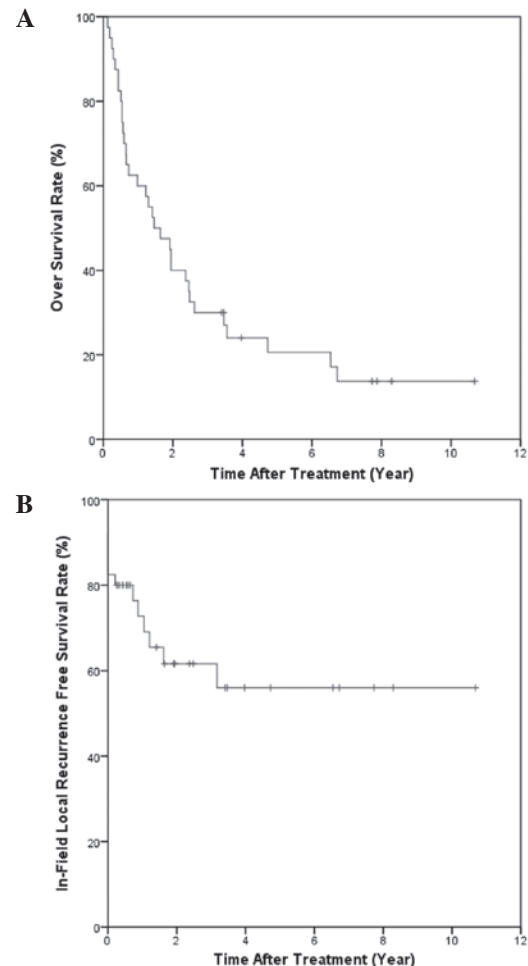 A
Over Survival Rate (%)
100
80
60
40
20
0
0 2 4 6 8 10 12
Time After Treatment (Year)
B
In-Field Local Recurrence Free Survival Rate (%)
100
80
60
40
20
0
0 2 4 6 8 10 12
Time After Treatment (Year)